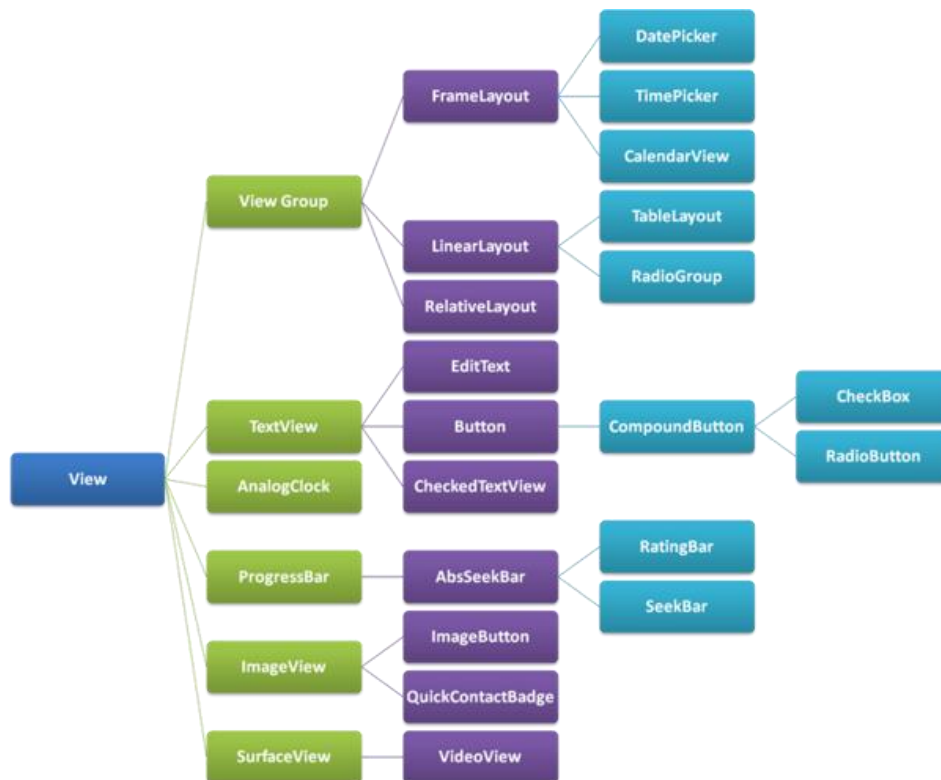 DatePicker
FrameLayout
TimePicker
CalendarView
View Group
TableLayout
LinearLayout
RadioGroup
RelativeLayout
EditText
CheckBox
TextView
Button
CompoundButton
RadioButton
View
AnalogClock
CheckedTextView
RatingBar
ProgressBar
AbsSeekBar
SeekBar
ImageButton
ImageView
QuickContactBadge
SurfaceView
VideoView